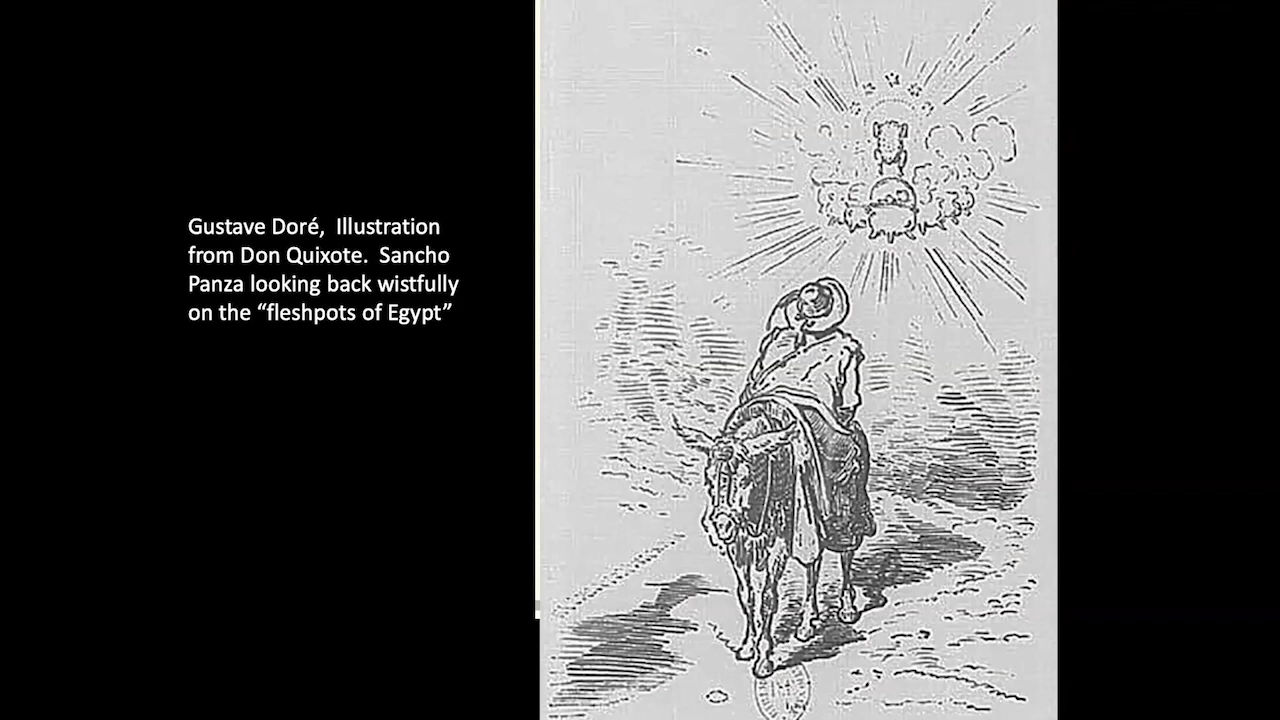 Gustave Doré, Illustration
from Don Quixote. Sancho
Panza looking back wistfully
on the “fleshpots of Egypt”